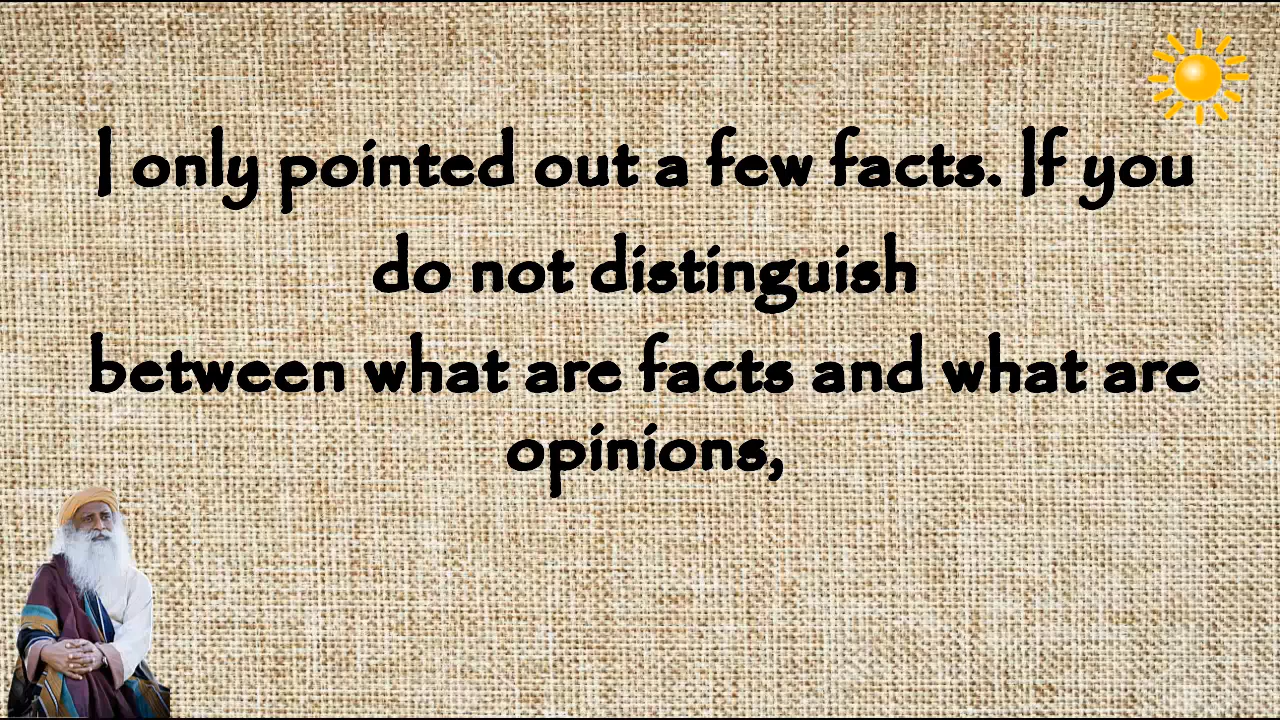 I only pointed out a few facts. If you
do not distinguish
between what are facts and what are
opinions,